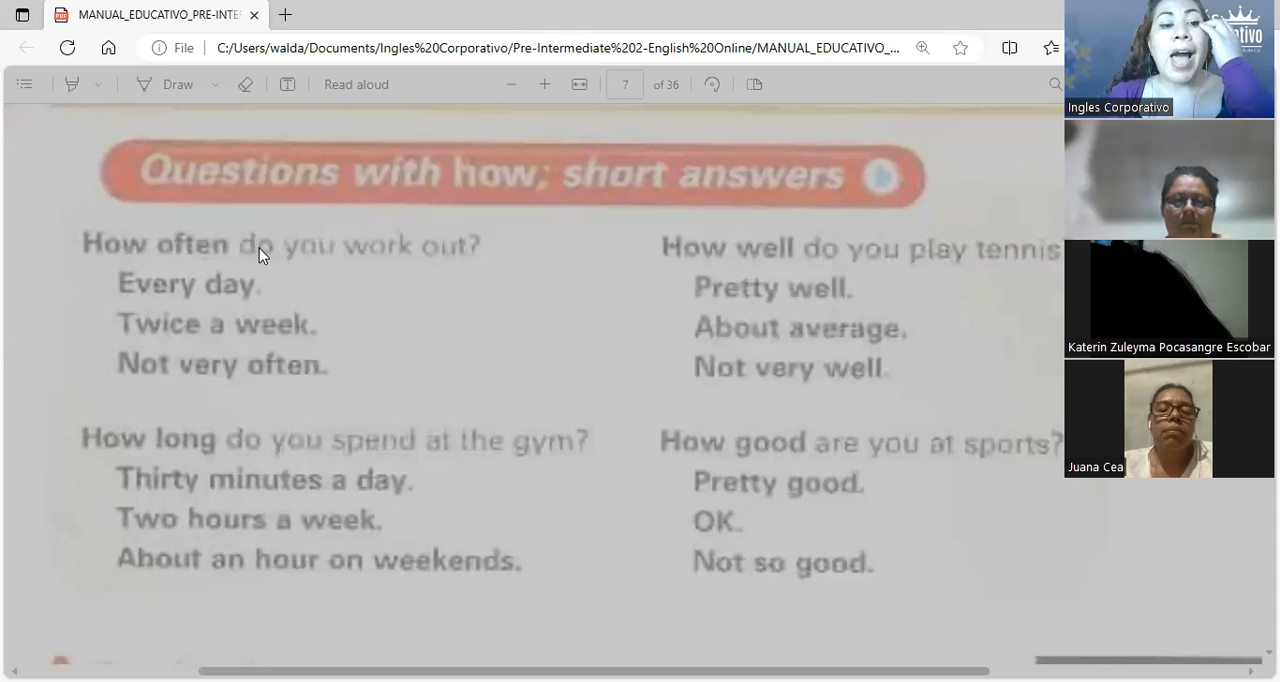 MANUAL_EDUCATIVO_PRE-INTE
File
C:/Users/walda/Documents/Ingles%20Corporativo/Pre-Intermediate%202-English%20Online/MANUAL_EDUCATIVO_...
Draw
Read aloud
7 of 36
Questions with how; short answers
How often do you work out?
Every day.
Twice a week.
Not very often.
How long do you spend at the gym?
Thirty minutes a day.
Two hours a week.
About an hour on weekends.
How well do you play tennis
Pretty well.
About average.
Not very well.
How good are you at sports?
Pretty good.
OK.
Not so good.
Ingles Corporativo
Katerin Zuleyma Pocasangre Escobar
Juana Cea